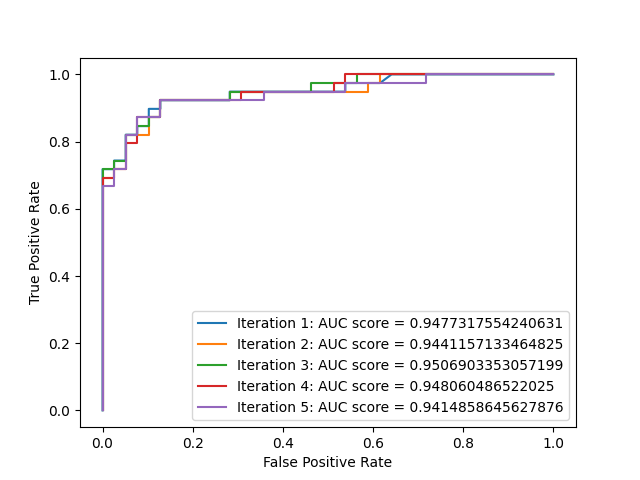 1.0
0.8
0.6
0.4
0.2
0.0
True Positive Rate
Iteration 1: AUC score = 0.9477317554240631
Iteration 2: AUC score = 0.9441157133464825
Iteration 3: AUC score = 0.9506903353057199
Iteration 4: AUC score = 0.948060486522025
Iteration 5: AUC score = 0.9414858645627876
0.0 0.2 0.4 0.6 0.8 1.0
False Positive Rate